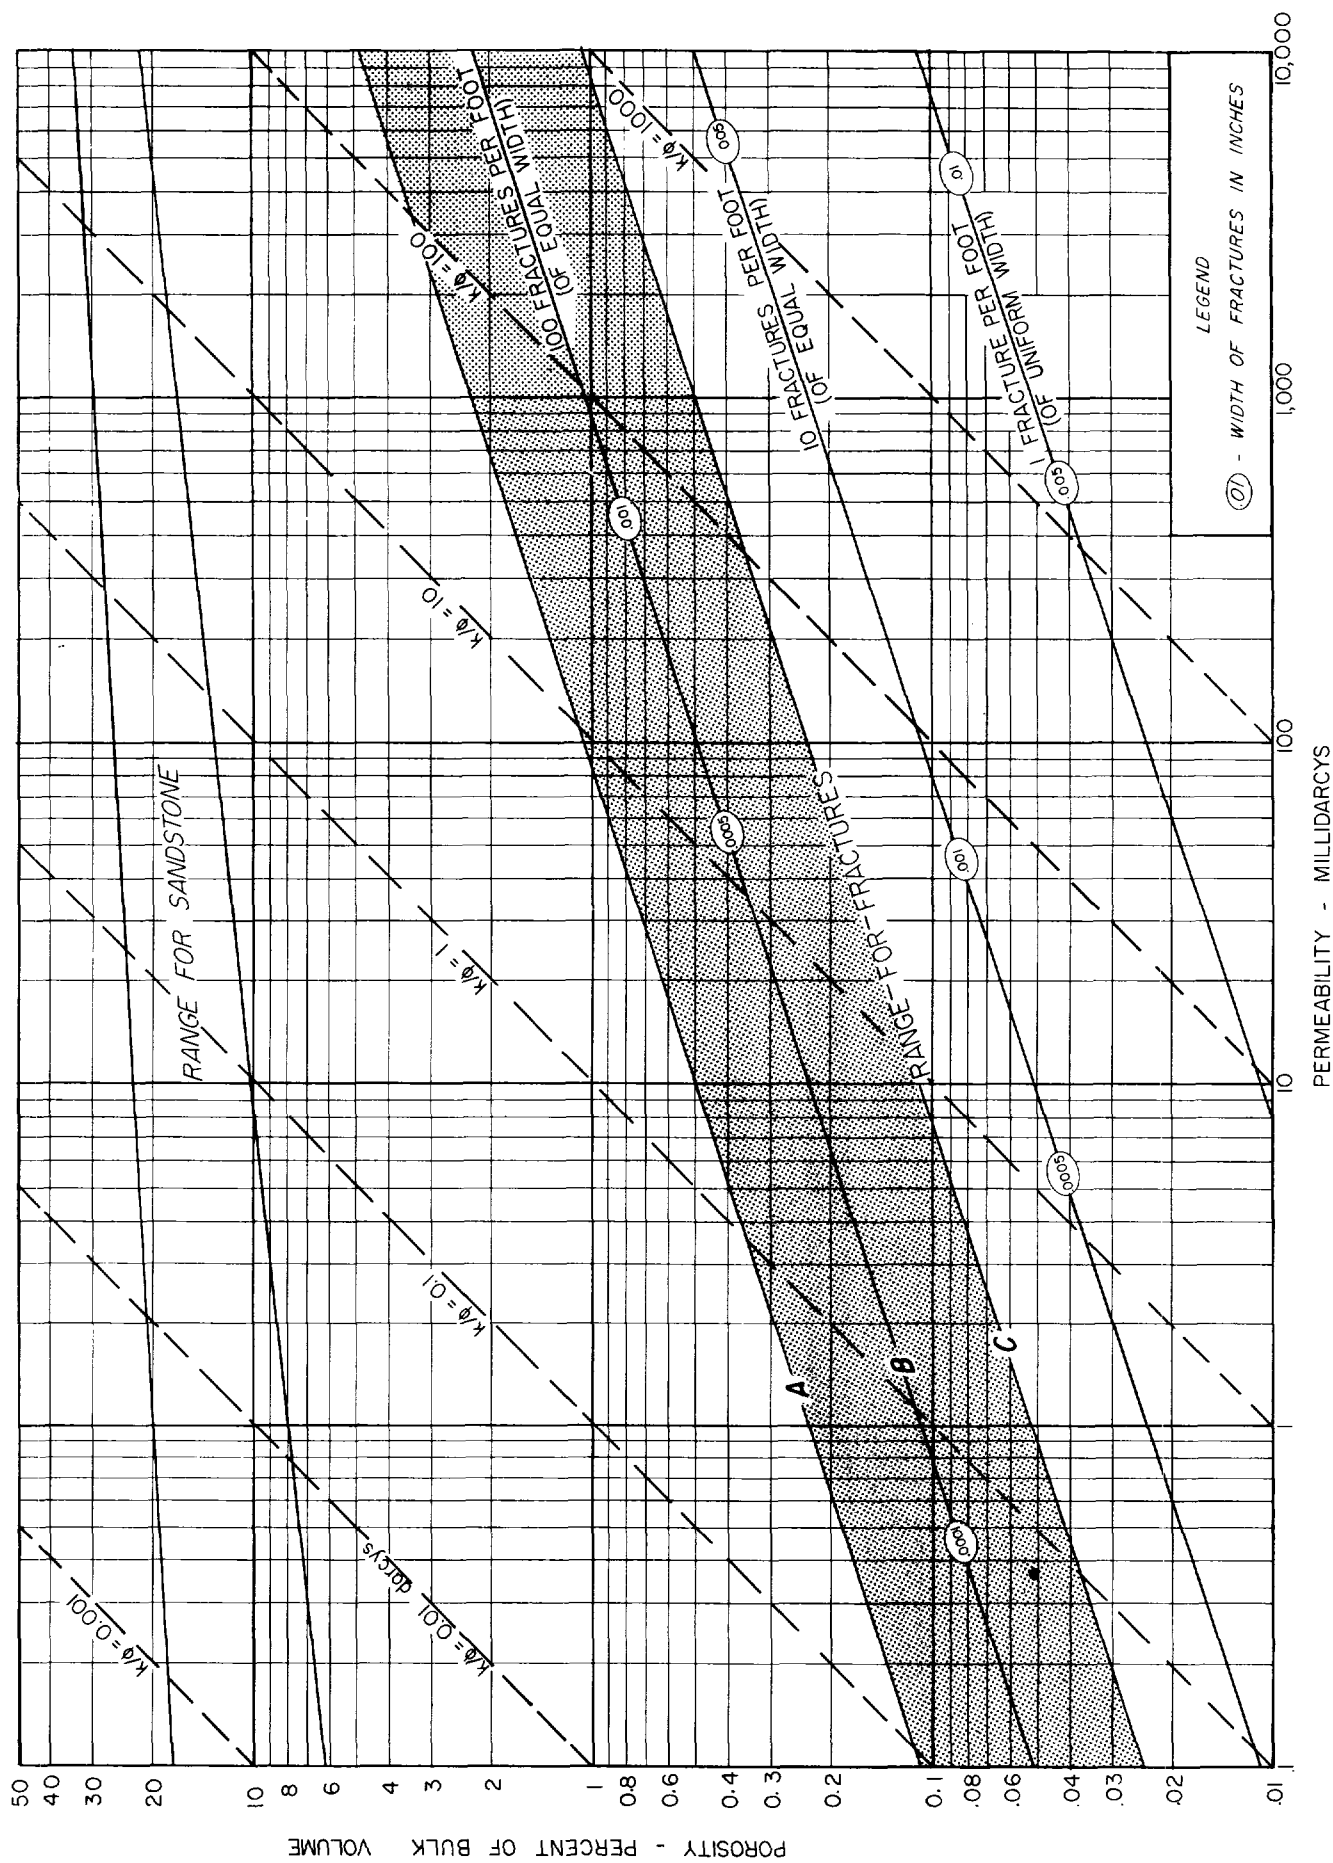 50
40
30
20
10
8
6
4
3
2
1
0.8
0.6
0.4
0.3
0.2
0.1
.08
.06
.04
.02
.01
POROSITY - PERCENT OF BULK VOLUME
.1
10
100
1,000
10,000
PERMEABILITY - MILLIDARCYS
RANGE FOR SANDSTONE
k/φ = 0.001
k/φ = 0.01 darcys
k/φ = 0.1
k/φ = 1
k/φ = 10
k/φ = 100
k/φ = 1000
100 FRACTURES PER FOOT
(OF EQUAL WIDTH)
10 FRACTURES PER FOOT
(OF EQUAL WIDTH)
1 FRACTURE PER FOOT
(OF UNIFORM WIDTH)
RANGE-FOR-FRACTURES
A
B
C
.0001
.0005
.001
.0005
.001
.005
.005
.01
LEGEND
.01 - WIDTH OF FRACTURES IN INCHES